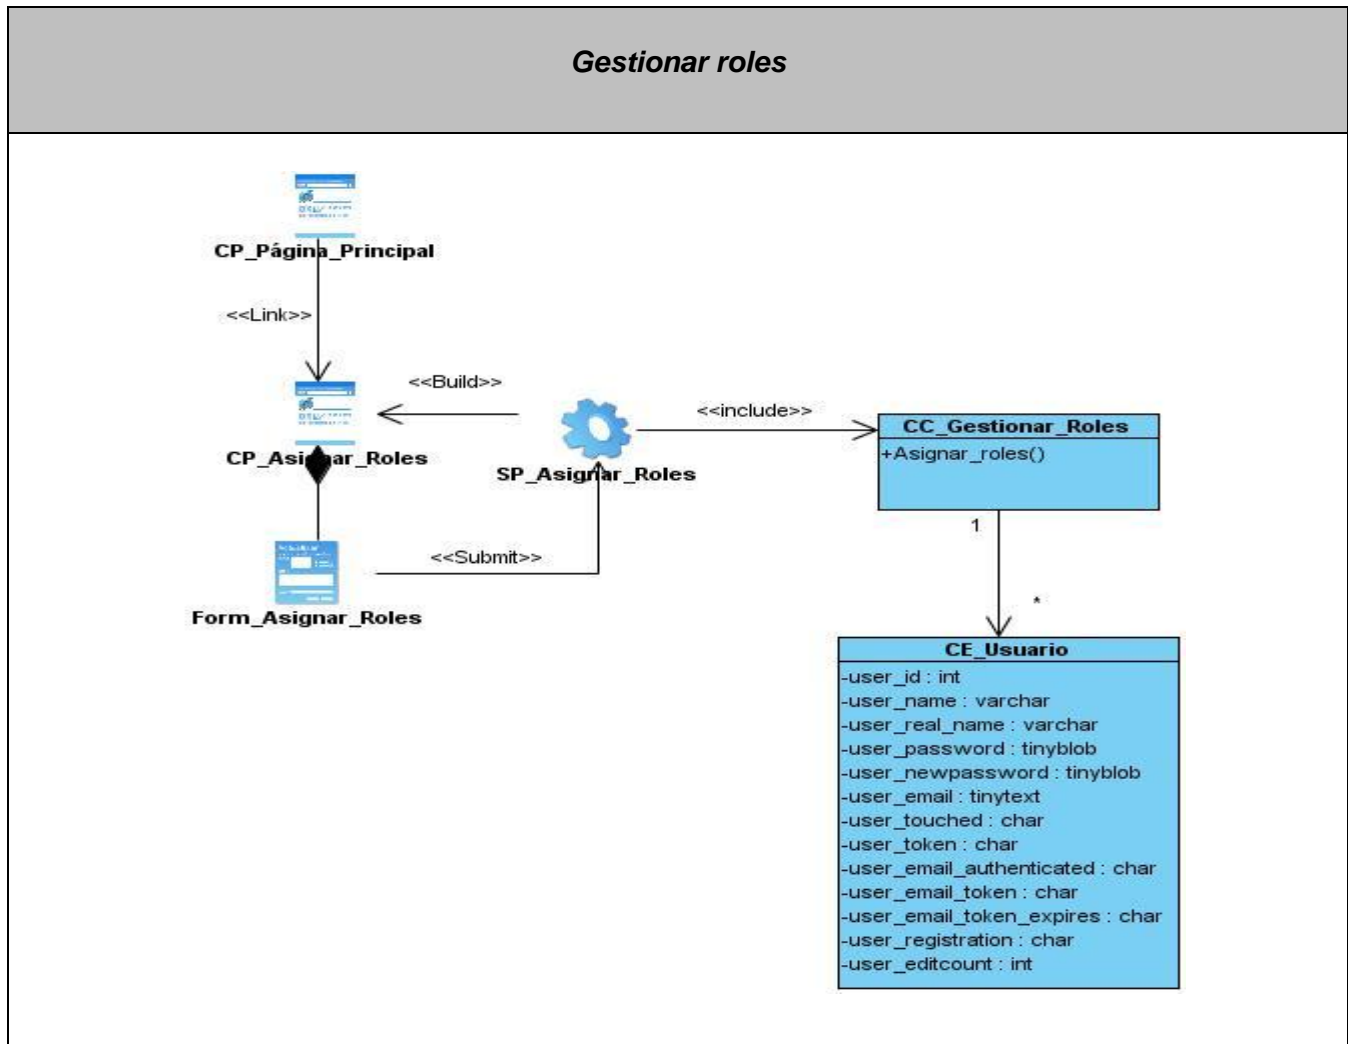 Gestionar roles
CP_Página_Principal
<<Link>>
<<Build>>
<<include>>
CP_Asignar_Roles
SP_Asignar_Roles
CC_Gestionar_Roles
+Asignar_roles()
1
<<Submit>>
*
Form_Asignar_Roles
CE_Usuario
-user_id : int
-user_name : varchar
-user_real_name : varchar
-user_password : tinyblob
-user_newpassword : tinyblob
-user_email : tinytext
-user_touched : char
-user_token : char
-user_email_authenticated : char
-user_email_token : char
-user_email_token_expires : char
-user_registration : char
-user_editcount : int